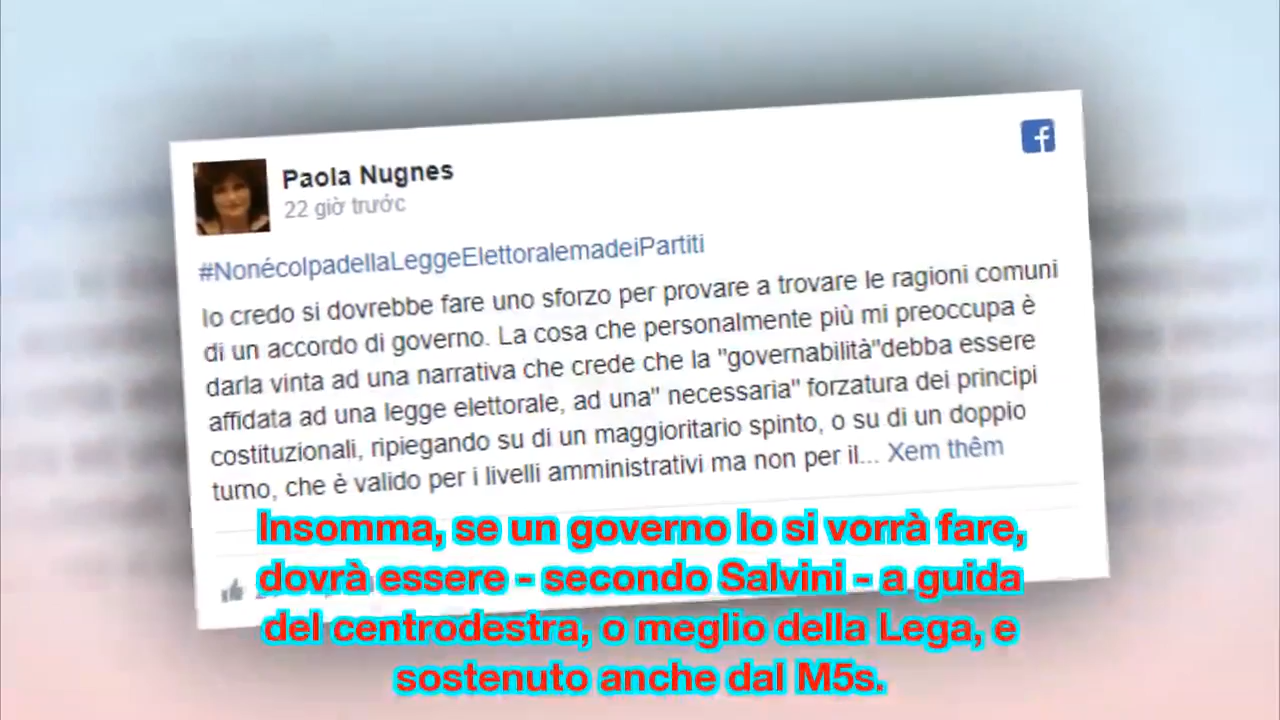 Paola Nugnes
22 giờ trước
#NonécolpadellaLeggeElettoralemadeiPartiti
Io credo si dovrebbe fare uno sforzo per provare a trovare le ragioni comuni
di un accordo di governo. La cosa che personalmente più mi preoccupa è
darla vinta ad una narrativa che crede che la "governabilità"debba essere
affidata ad una legge elettorale, ad una" necessaria" forzatura dei principi
costituzionali, ripiegando su di un maggioritario spinto, o su di un doppio
turno, che è valido per i livelli amministrativi ma non per il... Xem thêm
Insomma, se un governo lo si vorrà fare,
dovrà essere - secondo Salvini - a guida
del centrodestra, o meglio della Lega, e
sostenuto anche dal M5s.